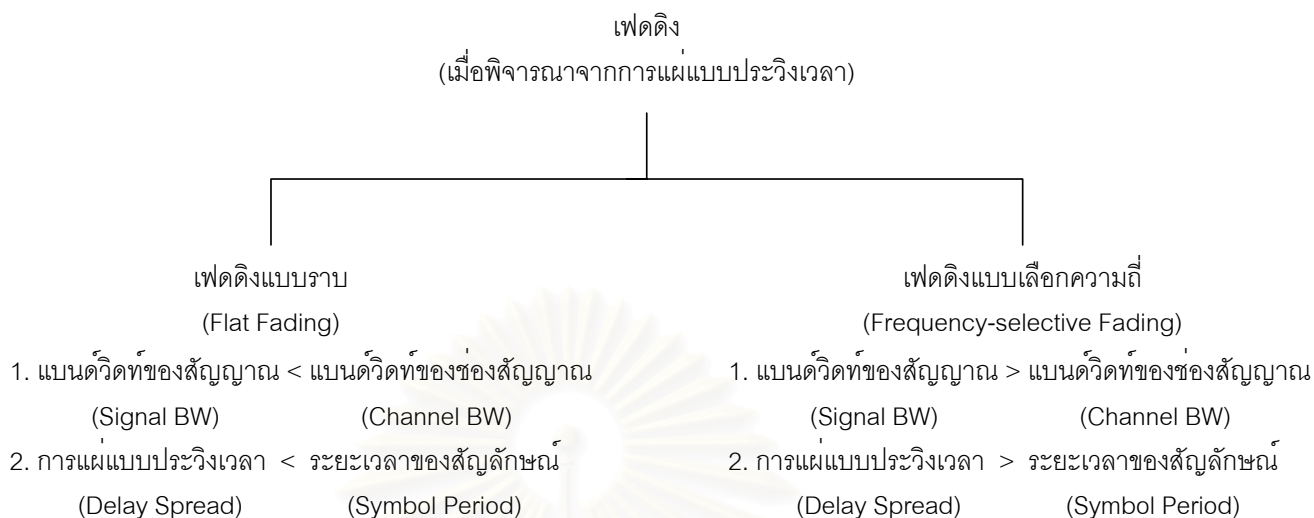 เฟดดิง
(เมื่อพิจารณาจากการแผ่แบบประวิงเวลา)
เฟดดิงแบบราบ
(Flat Fading)
1. แบนด์วิดท์ของสัญญาณ < แบนด์วิดท์ของช่องสัญญาณ
(Signal BW) (Channel BW)
2. การแผ่แบบประวิงเวลา < ระยะเวลาของสัญลักษณ์
(Delay Spread) (Symbol Period)
เฟดดิงแบบเลือกความถี่
(Frequency-selective Fading)
1. แบนด์วิดท์ของสัญญาณ > แบนด์วิดท์ของช่องสัญญาณ
(Signal BW) (Channel BW)
2. การแผ่แบบประวิงเวลา > ระยะเวลาของสัญลักษณ์
(Delay Spread) (Symbol Period)